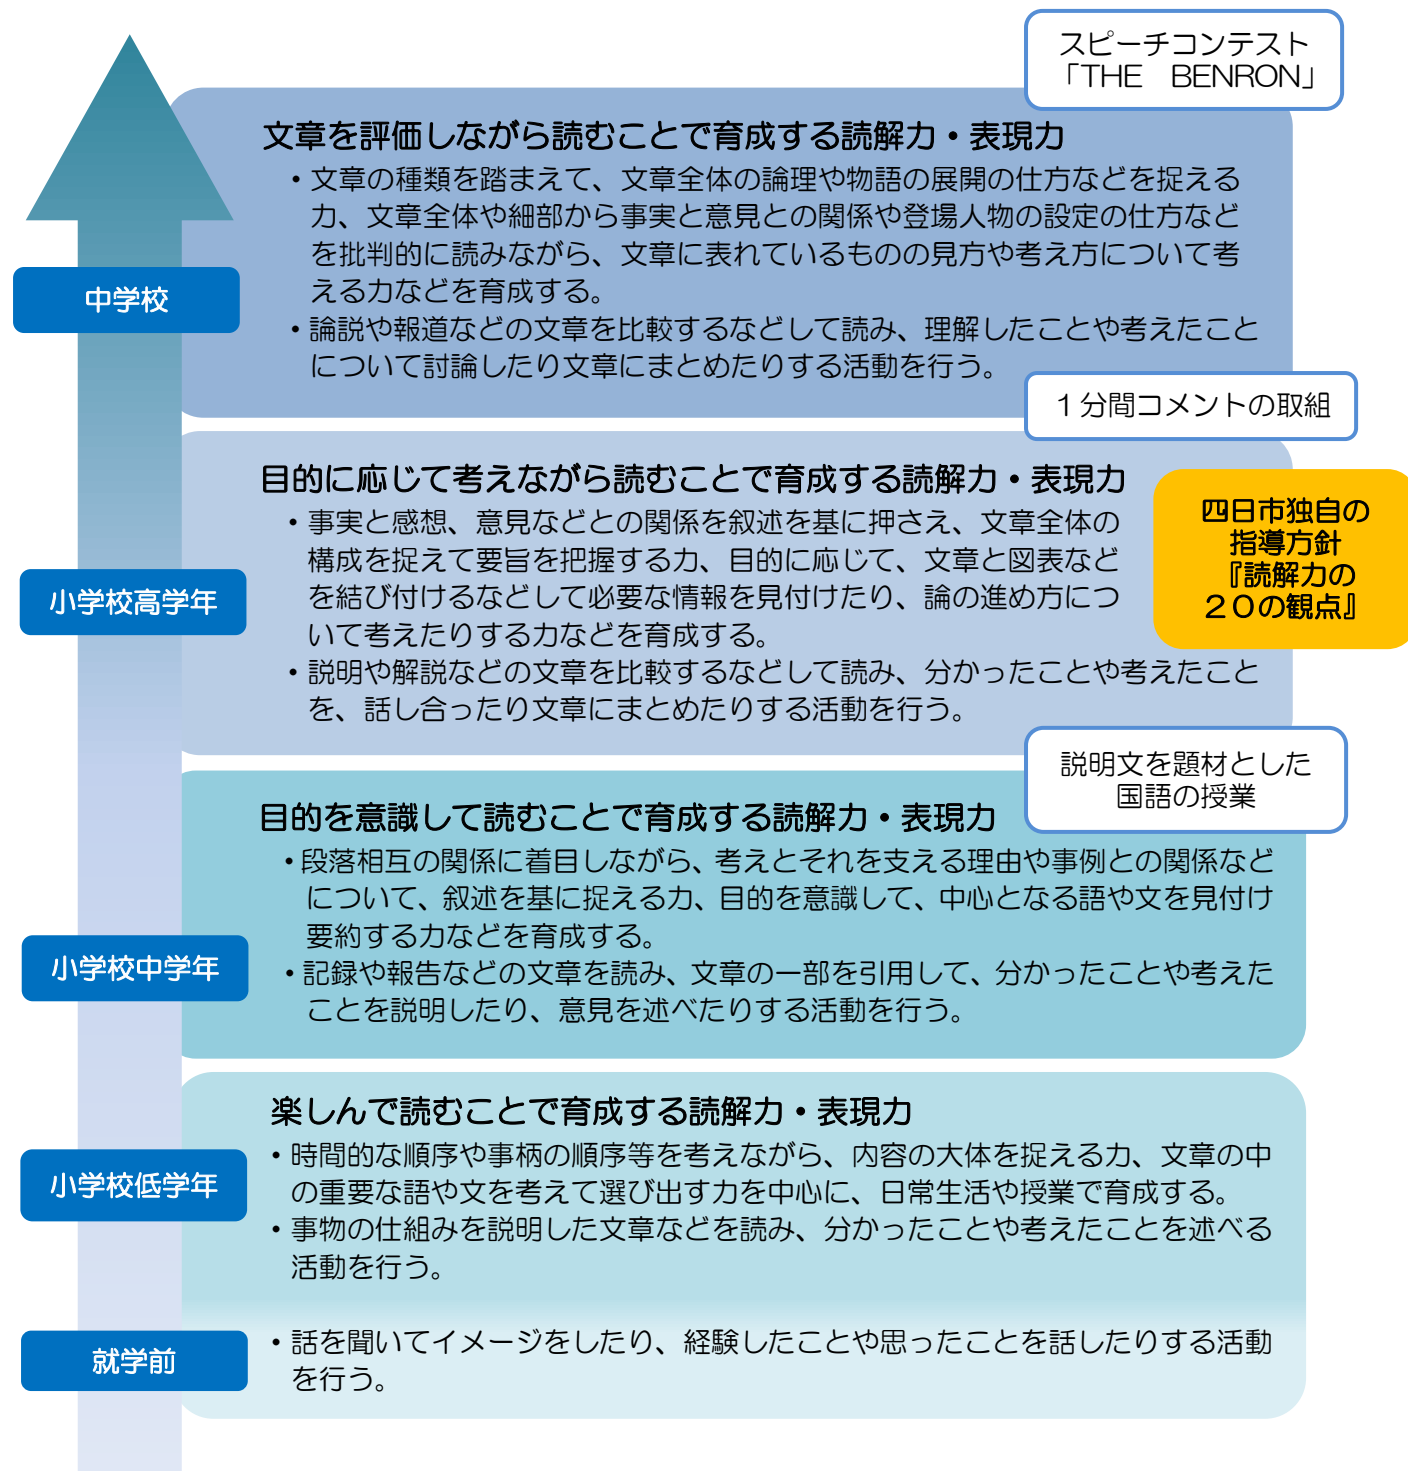 スピーチコンテスト
「THE　BENRON」
文章を評価しながら読むことで育成する読解力・表現力
・文章の種類を踏まえて、文章全体の論理や物語の展開の仕方などを捉える
力、文章全体や細部から事実と意見との関係や登場人物の設定の仕方など
を批判的に読みながら、文章に表れているものの見方や考え方について考
える力などを育成する。
中学校
・論説や報道などの文章を比較するなどして読み、理解したことや考えたこと
について討論したり文章にまとめたりする活動を行う。
１分間コメントの取組
目的に応じて考えながら読むことで育成する読解力・表現力
四日市独自の
指導方針
『読解力の
２０の観点』
・事実と感想、意見などとの関係を叙述を基に押さえ、文章全体の
構成を捉えて要旨を把握する力、目的に応じて、文章と図表など
を結び付けるなどして必要な情報を見付けたり、論の進め方につ
いて考えたりする力などを育成する。
小学校高学年
・説明や解説などの文章を比較するなどして読み、分かったことや考えたこと
を、話し合ったり文章にまとめたりする活動を行う。
説明文を題材とした
国語の授業
目的を意識して読むことで育成する読解力・表現力
・段落相互の関係に着目しながら、考えとそれを支える理由や事例との関係など
について、叙述を基に捉える力、目的を意識して、中心となる語や文を見付け
要約する力などを育成する。
小学校中学年
・記録や報告などの文章を読み、文章の一部を引用して、分かったことや考えた
ことを説明したり、意見を述べたりする活動を行う。
楽しんで読むことで育成する読解力・表現力
・時間的な順序や事柄の順序等を考えながら、内容の大体を捉える力、文章の中
の重要な語や文を考えて選び出す力を中心に、日常生活や授業で育成する。
小学校低学年
・事物の仕組みを説明した文章などを読み、分かったことや考えたことを述べる
活動を行う。
就学前
・話を聞いてイメージをしたり、経験したことや思ったことを話したりする活動
を行う。